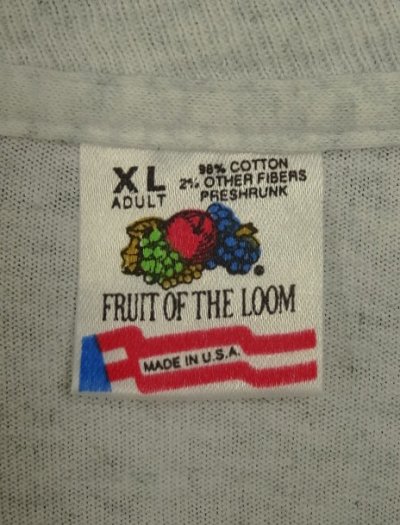 XL
ADULT
98% COTTON
2% OTHER FIBERS
PRESHRUNK
FRUIT OF THE LOOM
MADE IN U.S.A.